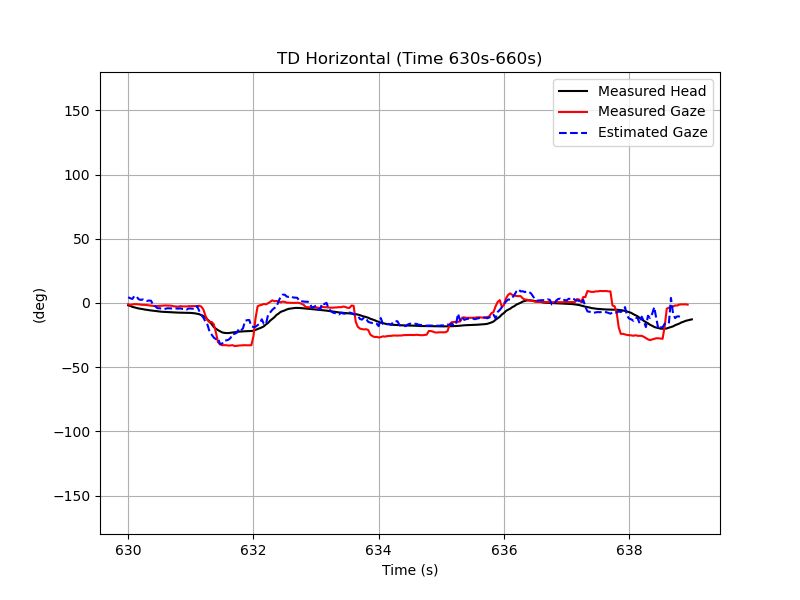 TD Horizontal (Time 630s-660s)
Measured Head
Measured Gaze
Estimated Gaze
150
100
50
0
−50
−100
−150
(deg)
630 632 634 636 638
Time (s)